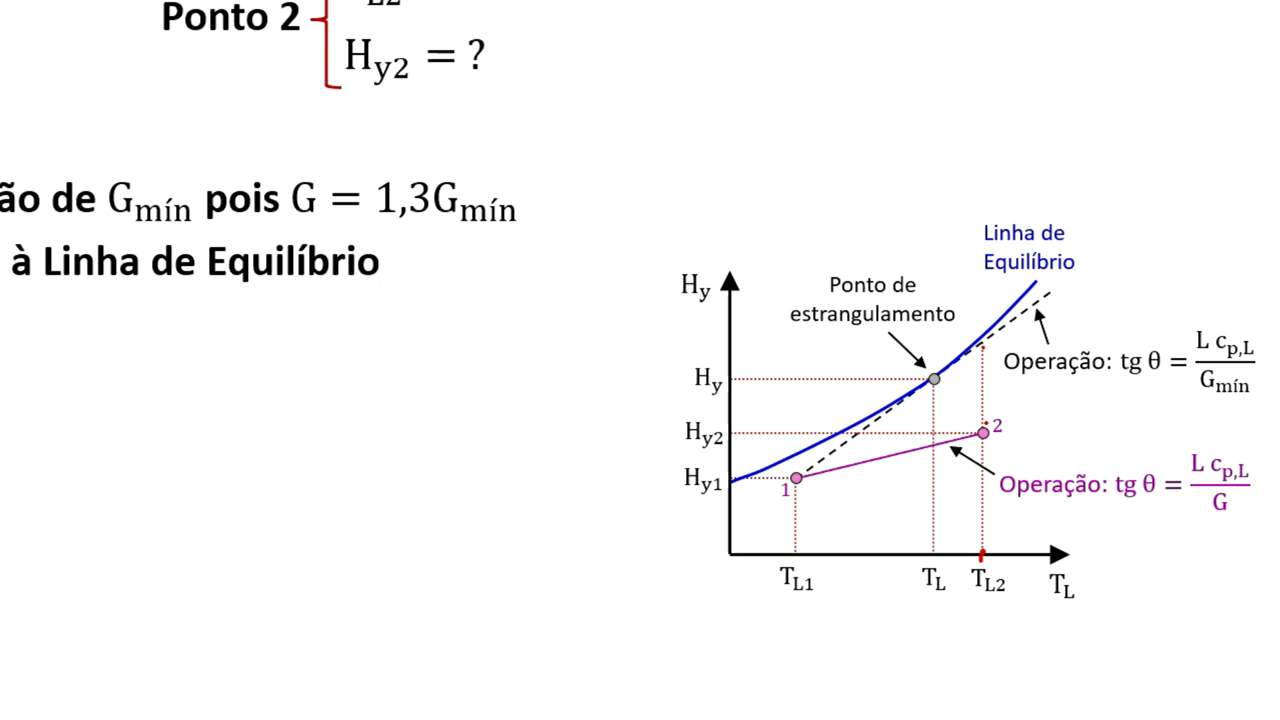 Ponto 2
H_y2 = ?
ão de G_mín pois G = 1,3G_mín
à Linha de Equilíbrio
Linha de
Equilíbrio
H_y
Ponto de
estrangulamento
Operação: tg θ = L c_p,L / G_mín
H_y
H_y2
2
H_y1
1
Operação: tg θ = L c_p,L / G
T_L1
T_L
T_L2
T_L